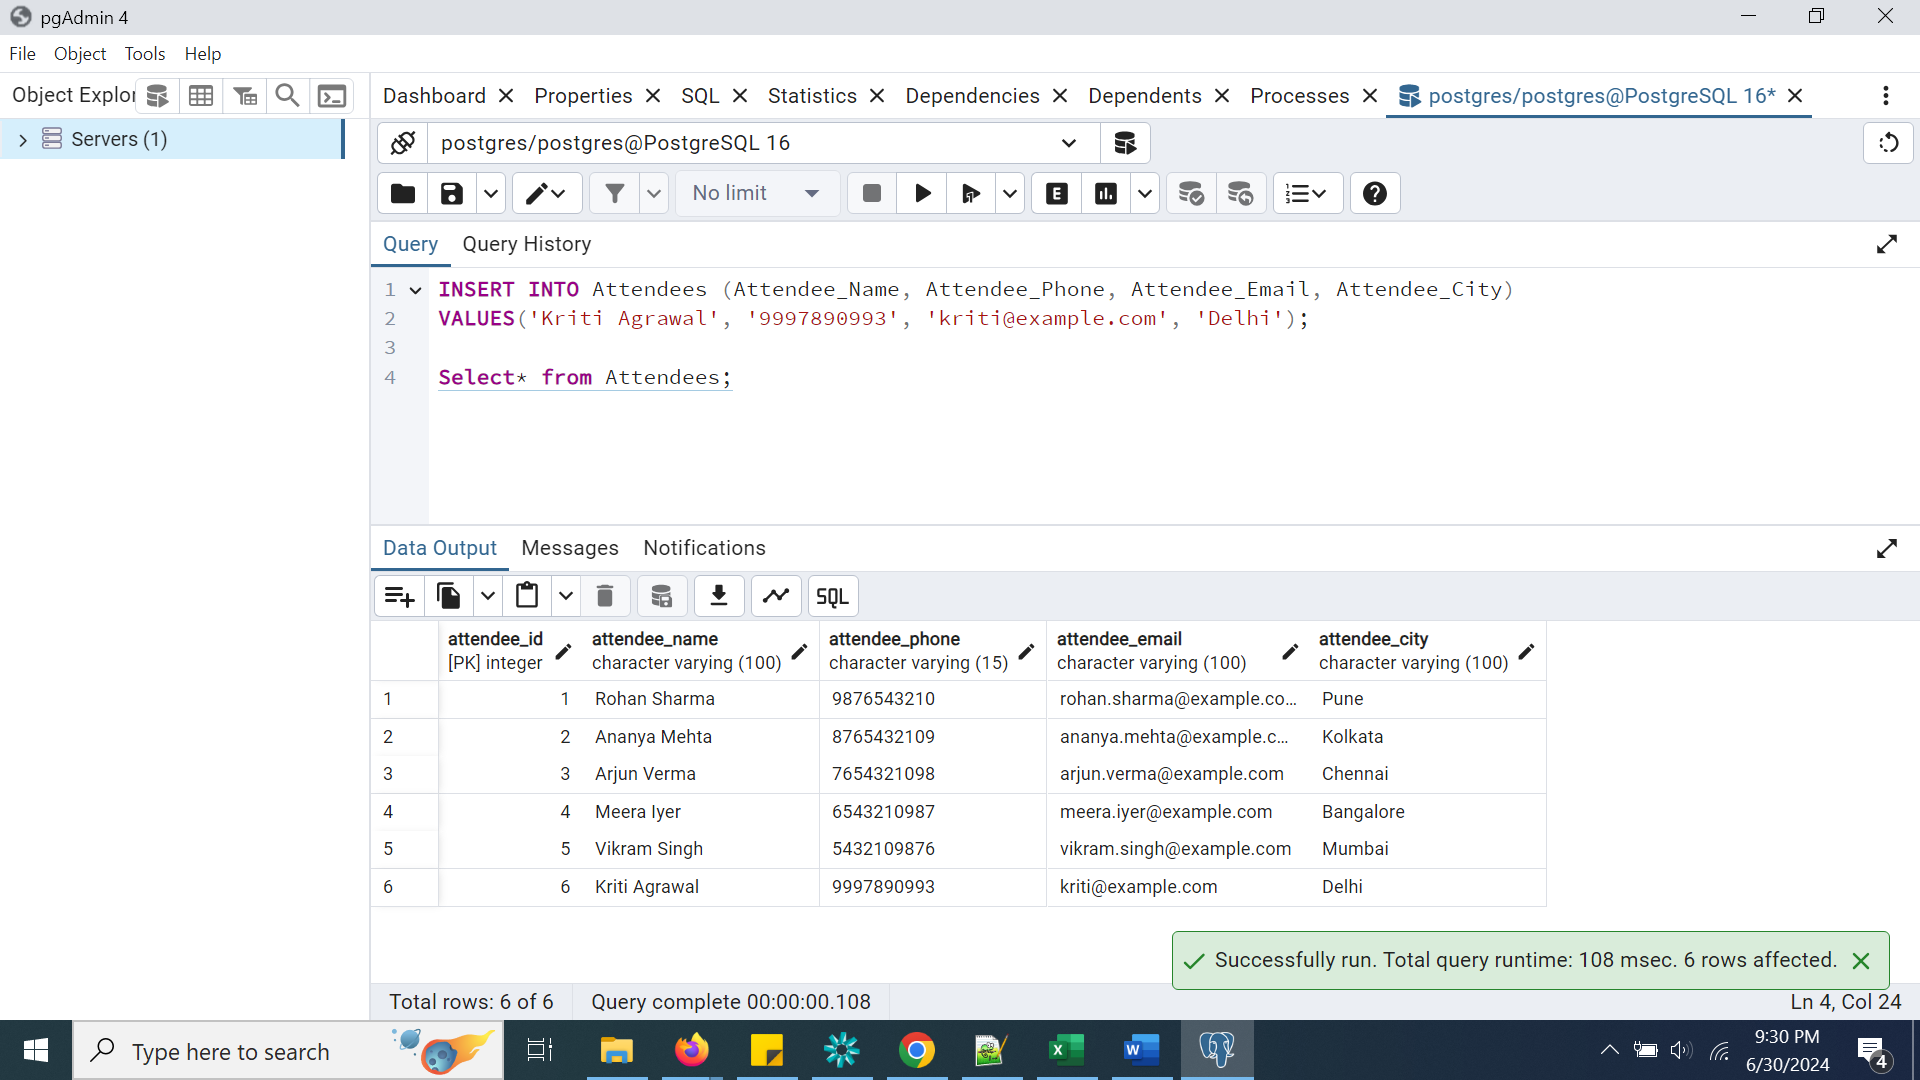 pgAdmin 4
File Object Tools Help
Object Explor
Dashboard Properties SQL Statistics Dependencies Dependents Processes postgres/postgres@PostgreSQL 16*
Servers (1)
postgres/postgres@PostgreSQL 16
No limit
E
Query Query History
1 INSERT INTO Attendees (Attendee_Name, Attendee_Phone, Attendee_Email, Attendee_City)
2 VALUES('Kriti Agrawal', '9997890993', 'kriti@example.com', 'Delhi');
3
4 Select* from Attendees;
Data Output Messages Notifications
SQL
attendee_id attendee_name attendee_phone attendee_email attendee_city
[PK] integer character varying (100) character varying (15) character varying (100) character varying (100)
1 1 Rohan Sharma 9876543210 rohan.sharma@example.co... Pune
2 2 Ananya Mehta 8765432109 ananya.mehta@example.c... Kolkata
3 3 Arjun Verma 7654321098 arjun.verma@example.com Chennai
4 4 Meera Iyer 6543210987 meera.iyer@example.com Bangalore
5 5 Vikram Singh 5432109876 vikram.singh@example.com Mumbai
6 6 Kriti Agrawal 9997890993 kriti@example.com Delhi
Successfully run. Total query runtime: 108 msec. 6 rows affected.
Total rows: 6 of 6 Query complete 00:00:00.108 Ln 4, Col 24
Type here to search
9:30 PM
6/30/2024
4